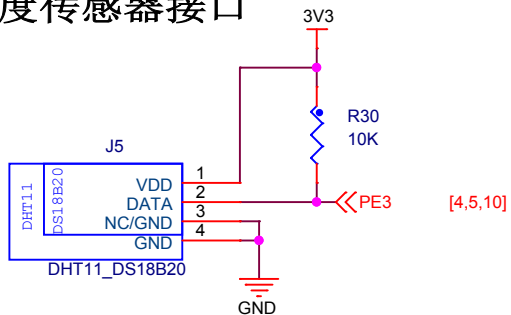 度传感器接口
3V3
R30
10K
J5
DHT11
DS18B20
VDD 1
DATA 2
NC/GND 3
GND 4
PE3 [4,5,10]
DHT11_DS18B20
GND